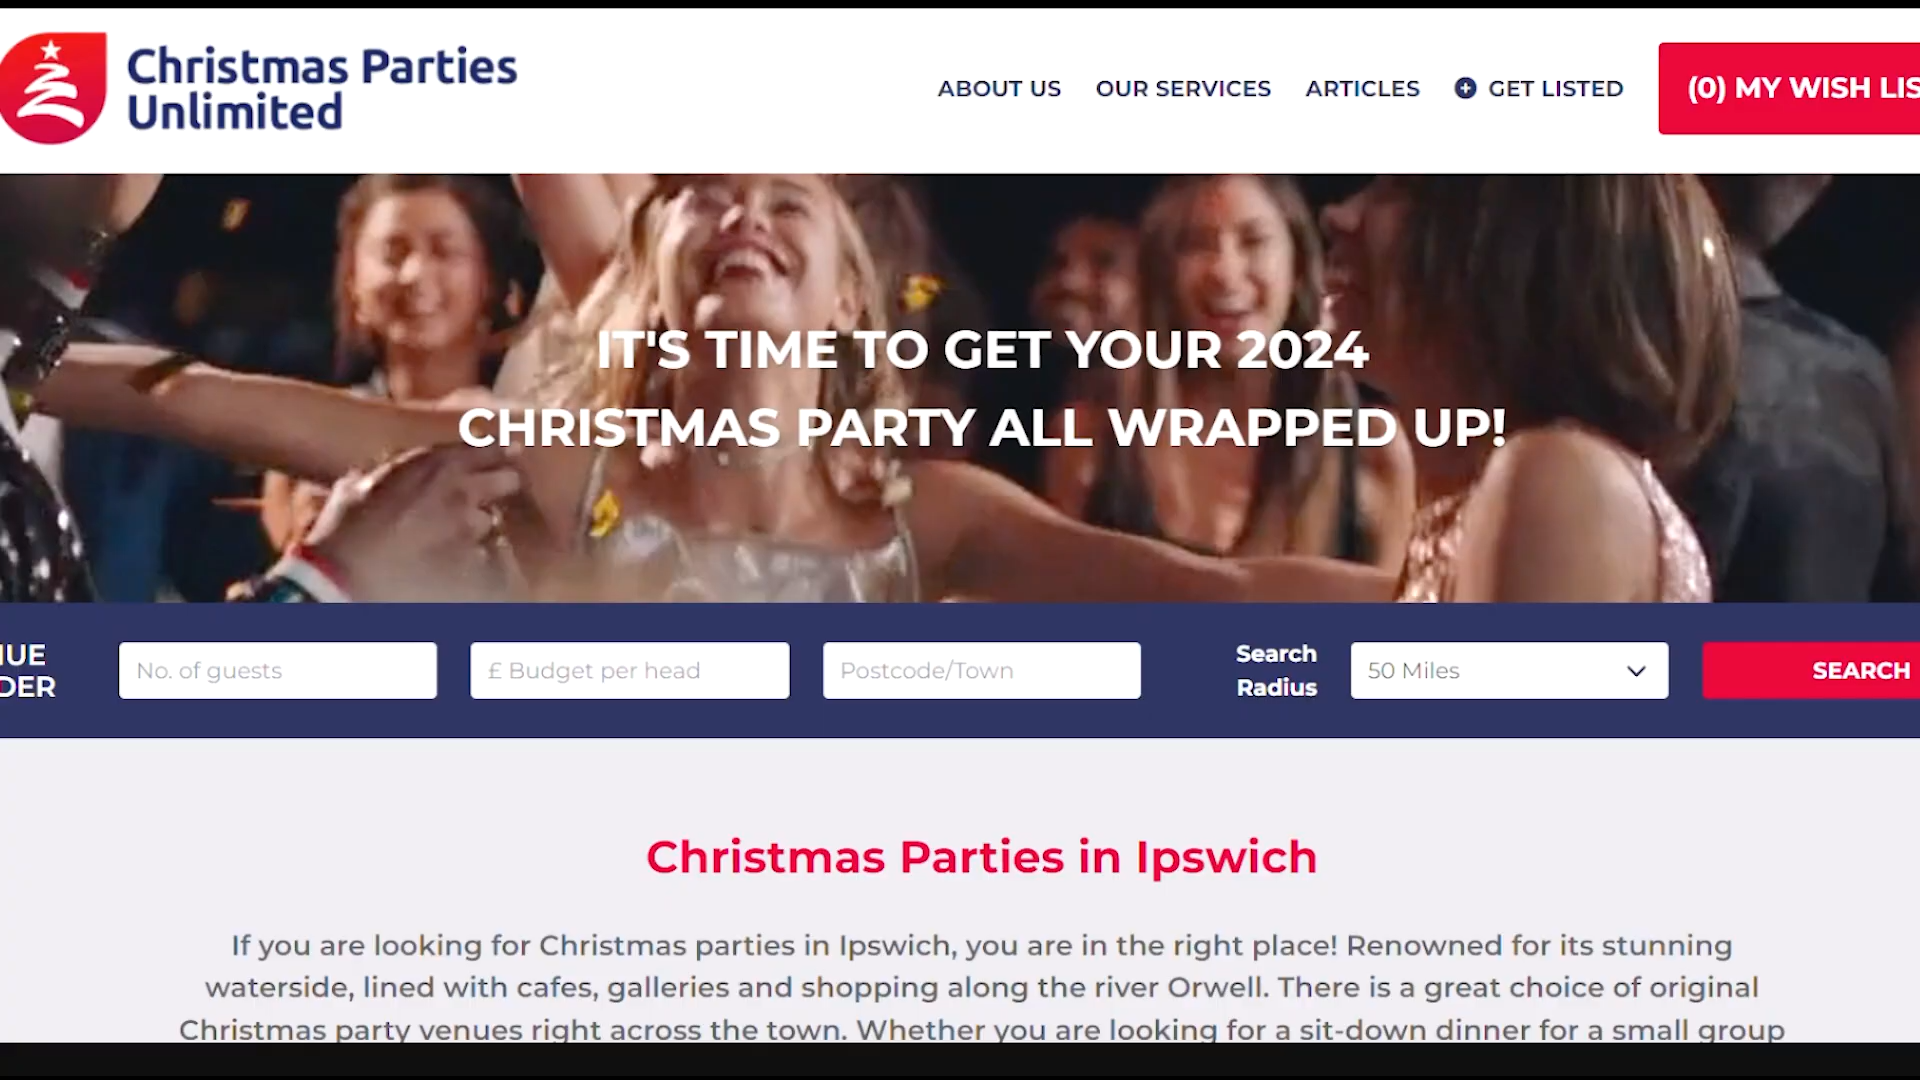 Christmas Parties
Unlimited
ABOUT US OUR SERVICES ARTICLES GET LISTED (0) MY WISH LIS
IT'S TIME TO GET YOUR 2024
CHRISTMAS PARTY ALL WRAPPED UP!
UE
DER
No. of guests £ Budget per head Postcode/Town
Search
Radius
50 Miles SEARCH
Christmas Parties in Ipswich
If you are looking for Christmas parties in Ipswich, you are in the right place! Renowned for its stunning
waterside, lined with cafes, galleries and shopping along the river Orwell. There is a great choice of original
Christmas party venues right across the town. Whether you are looking for a sit-down dinner for a small group